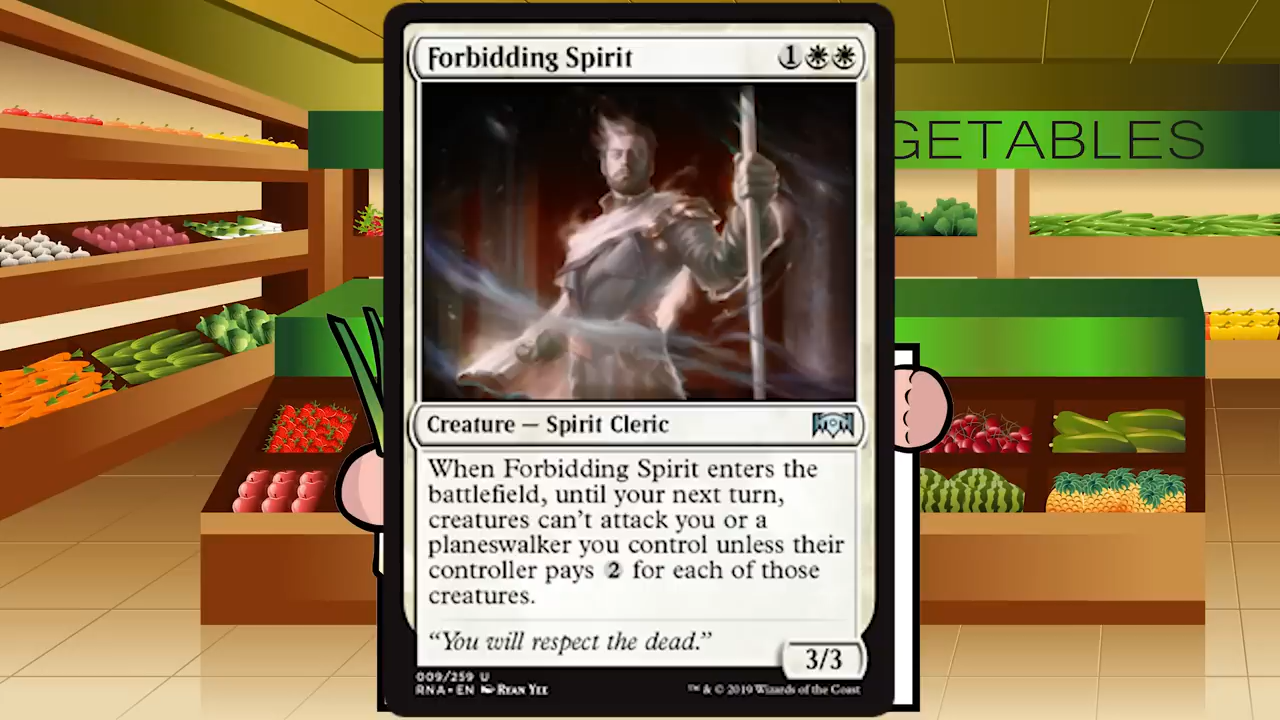 Forbidding Spirit 1
GETABLES
Creature — Spirit Cleric
When Forbidding Spirit enters the
battlefield, until your next turn,
creatures can't attack you or a
planeswalker you control unless their
controller pays 2 for each of those
creatures.
“You will respect the dead.”
3/3
009/259 U
RNA • EN Ryan Yee
™ & © 2019 Wizards of the Coast